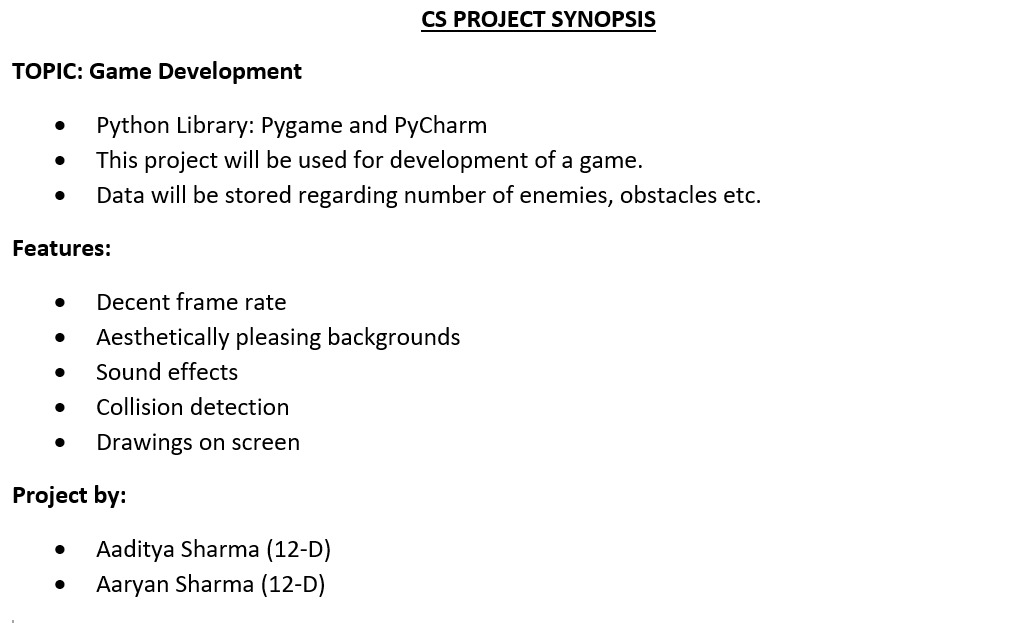 CS PROJECT SYNOPSIS
TOPIC: Game Development
• Python Library: Pygame and PyCharm
• This project will be used for development of a game.
• Data will be stored regarding number of enemies, obstacles etc.
Features:
• Decent frame rate
• Aesthetically pleasing backgrounds
• Sound effects
• Collision detection
• Drawings on screen
Project by:
• Aaditya Sharma (12-D)
• Aaryan Sharma (12-D)